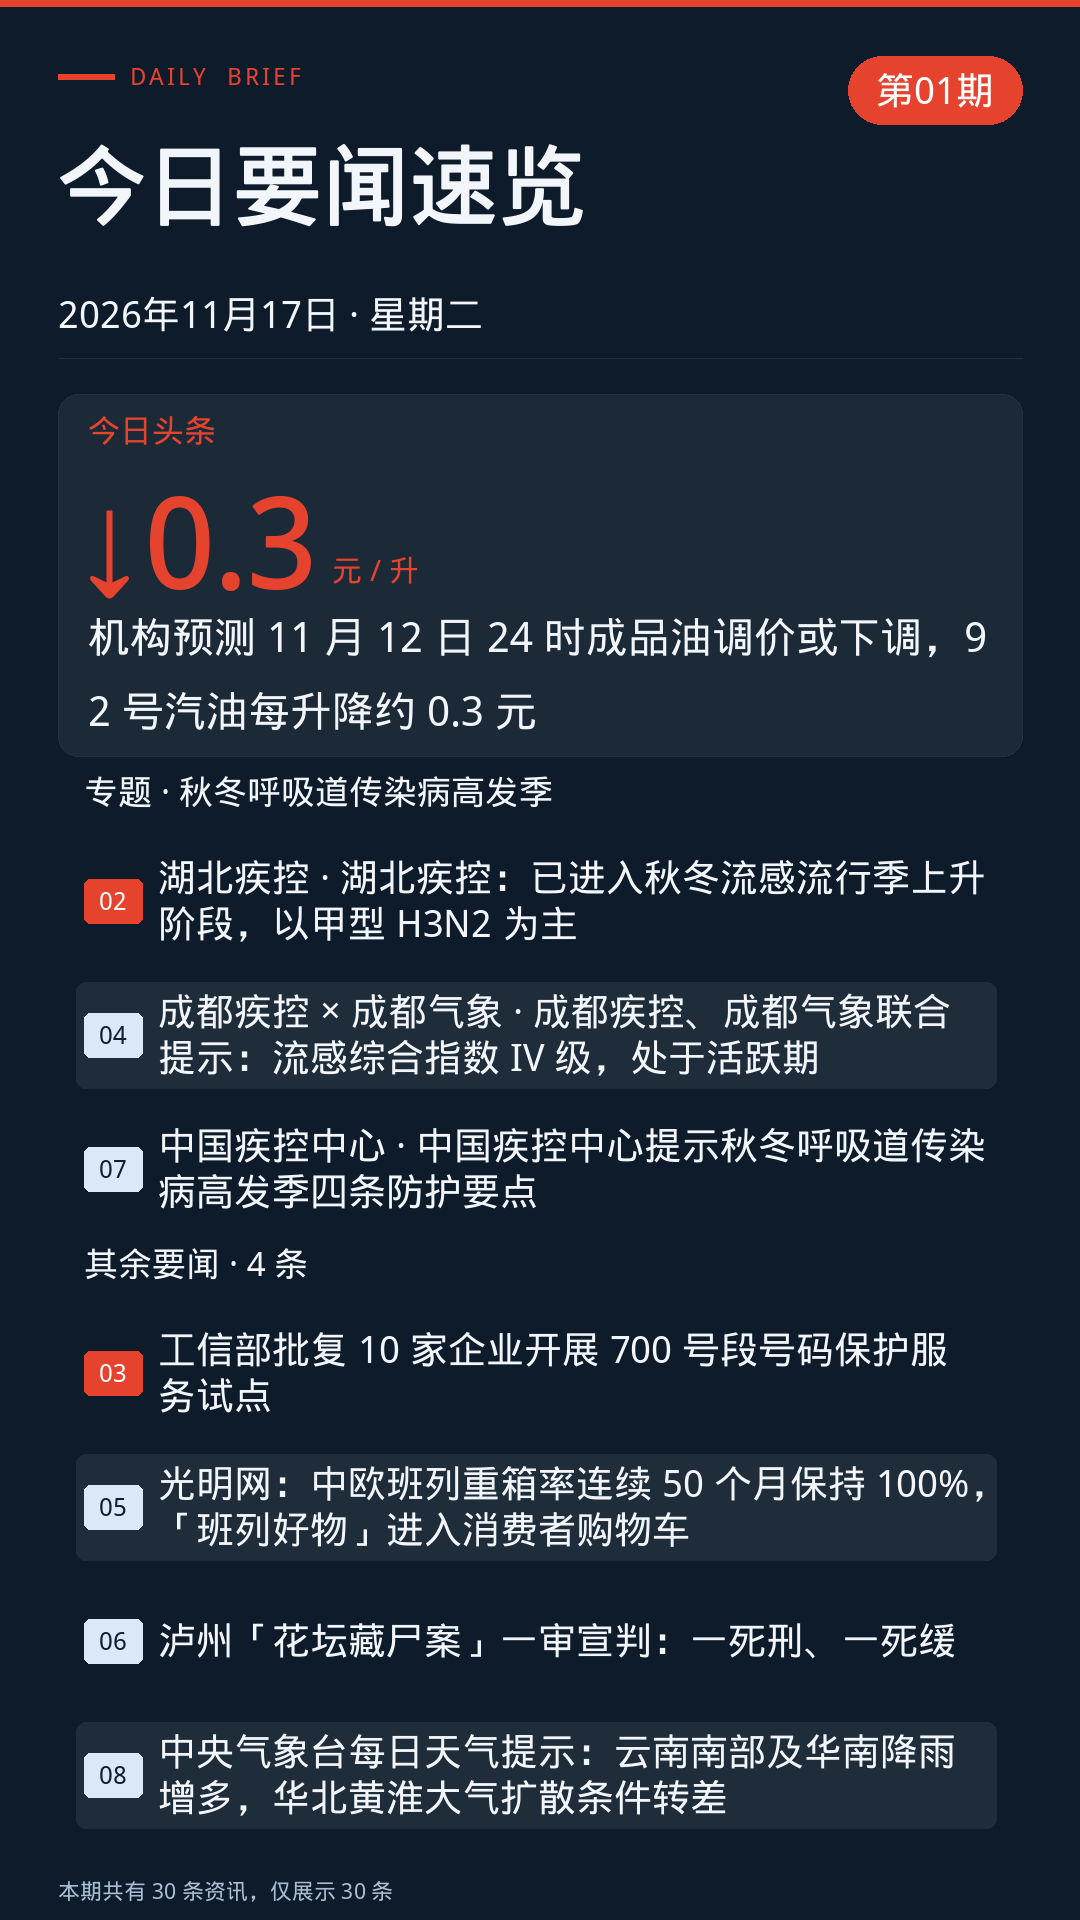 DAILY BRIEF
第01期
今日要闻速览
2026年11月17日 · 星期二
今日头条
↓0.3 元 / 升
机构预测 11 月 12 日 24 时成品油调价或下调，9
2 号汽油每升降约 0.3 元
专题 · 秋冬呼吸道传染病高发季
02
湖北疾控 · 湖北疾控：已进入秋冬流感流行季上升
阶段，以甲型 H3N2 为主
04
成都疾控 × 成都气象 · 成都疾控、成都气象联合
提示：流感综合指数 IV 级，处于活跃期
07
中国疾控中心 · 中国疾控中心提示秋冬呼吸道传染
病高发季四条防护要点
其余要闻 · 4 条
03
工信部批复 10 家企业开展 700 号段号码保护服
务试点
05
光明网：中欧班列重箱率连续 50 个月保持 100%，
「班列好物」进入消费者购物车
06
泸州「花坛藏尸案」一审宣判：一死刑、一死缓
08
中央气象台每日天气提示：云南南部及华南降雨
增多，华北黄淮大气扩散条件转差
本期共有 30 条资讯，仅展示 30 条